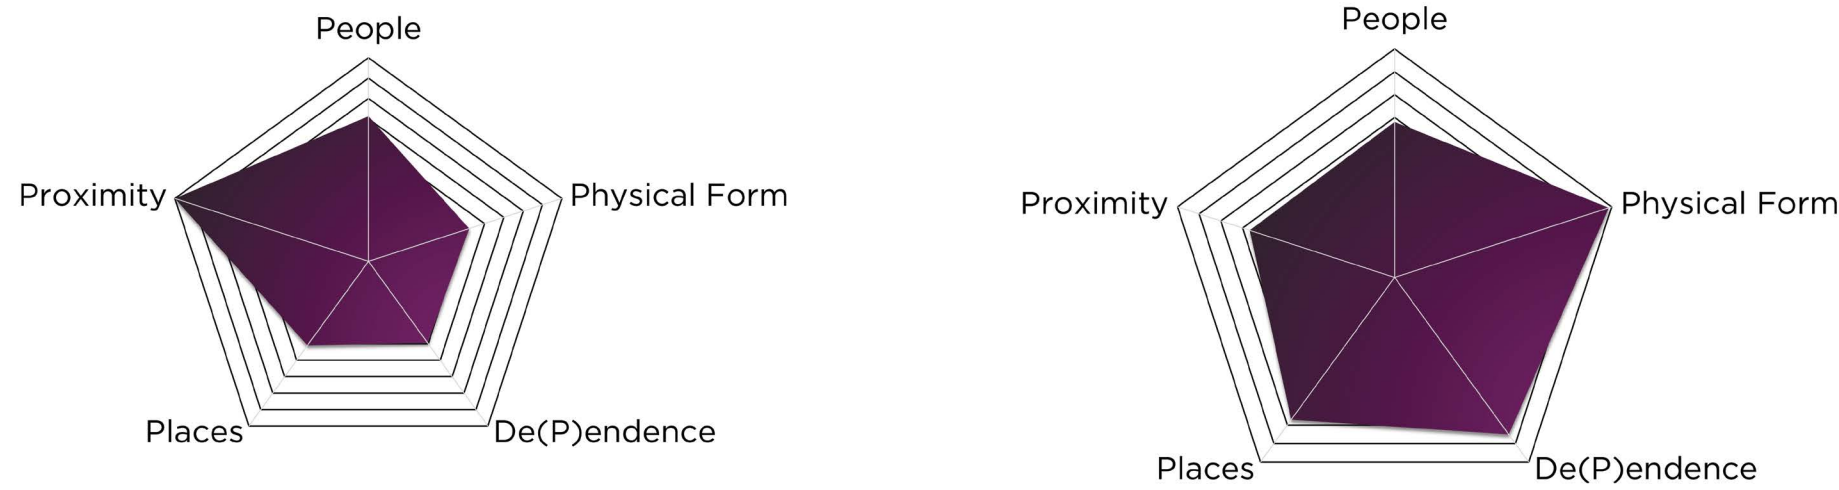 People
Proximity
Physical Form
Places
De(P)endence
People
Proximity
Physical Form
Places
De(P)endence